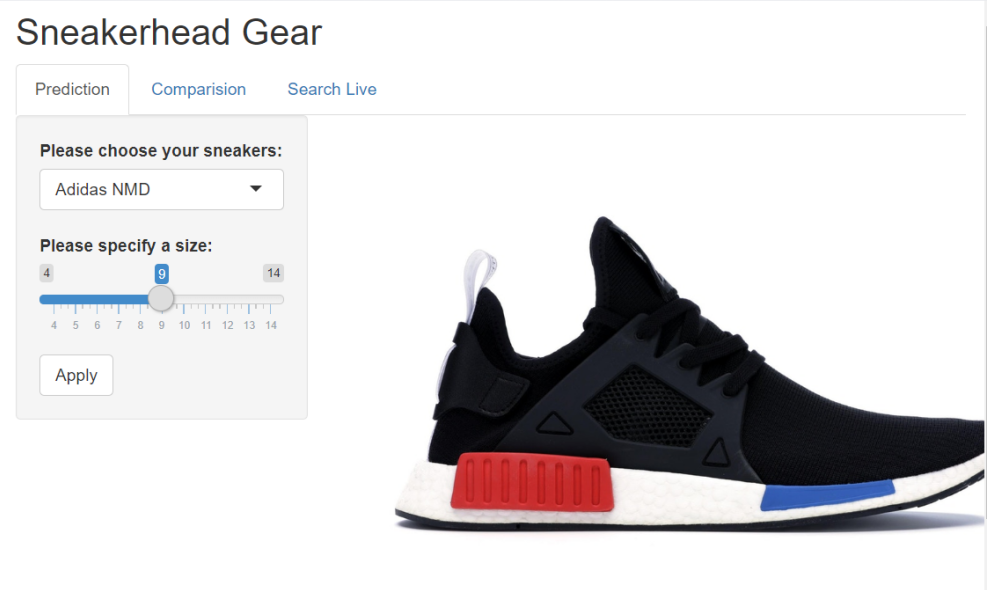 Sneakerhead Gear
Prediction Comparision Search Live
Please choose your sneakers:
Adidas NMD
Please specify a size:
4 9 14
4 5 6 7 8 9 10 11 12 13 14
Apply